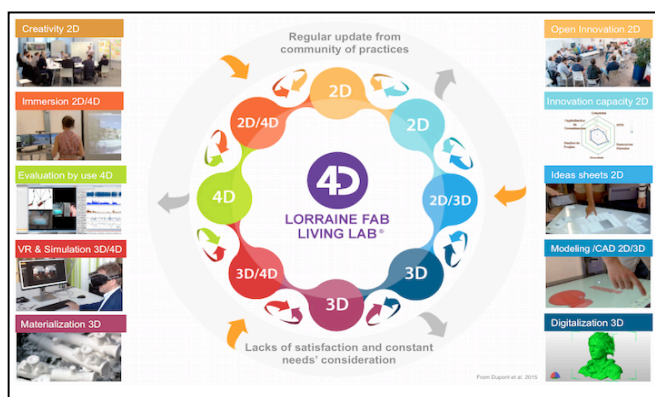 Creativity 2D
Immersion 2D/4D
Evaluation by use 4D
VR & Simulation 3D/4D
Materialization 3D
Regular update from
community of practices
2D
2D
2D/3D
3D
3D
3D/4D
4D
2D/4D
4D
LORRAINE FAB
LIVING LAB®
Lacks of satisfaction and constant
needs' consideration
Open Innovation 2D
Innovation capacity 2D
Ideas sheets 2D
Modeling /CAD 2D/3D
Digitalization 3D
From Dupont et al. 2015